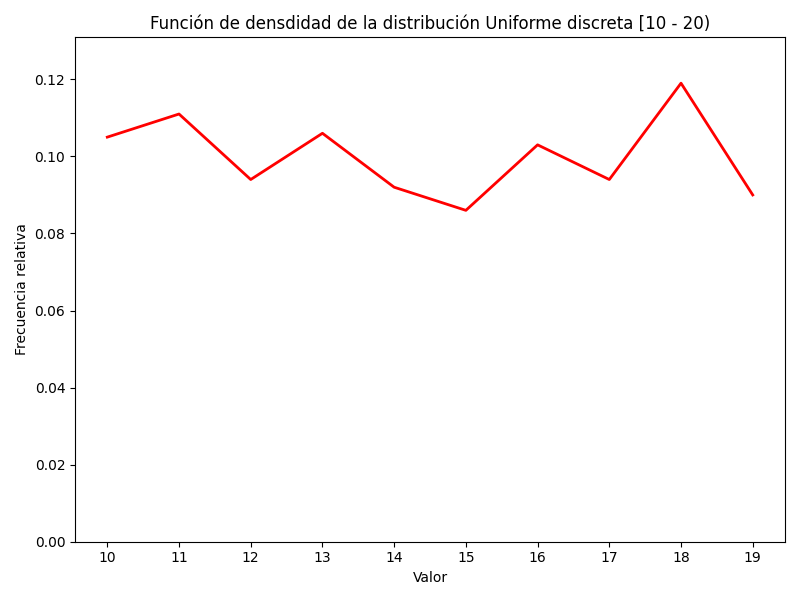 Función de densdidad de la distribución Uniforme discreta [10 - 20)
0.12
0.10
0.08
0.06
0.04
0.02
0.00
Frecuencia relativa
10 11 12 13 14 15 16 17 18 19
Valor